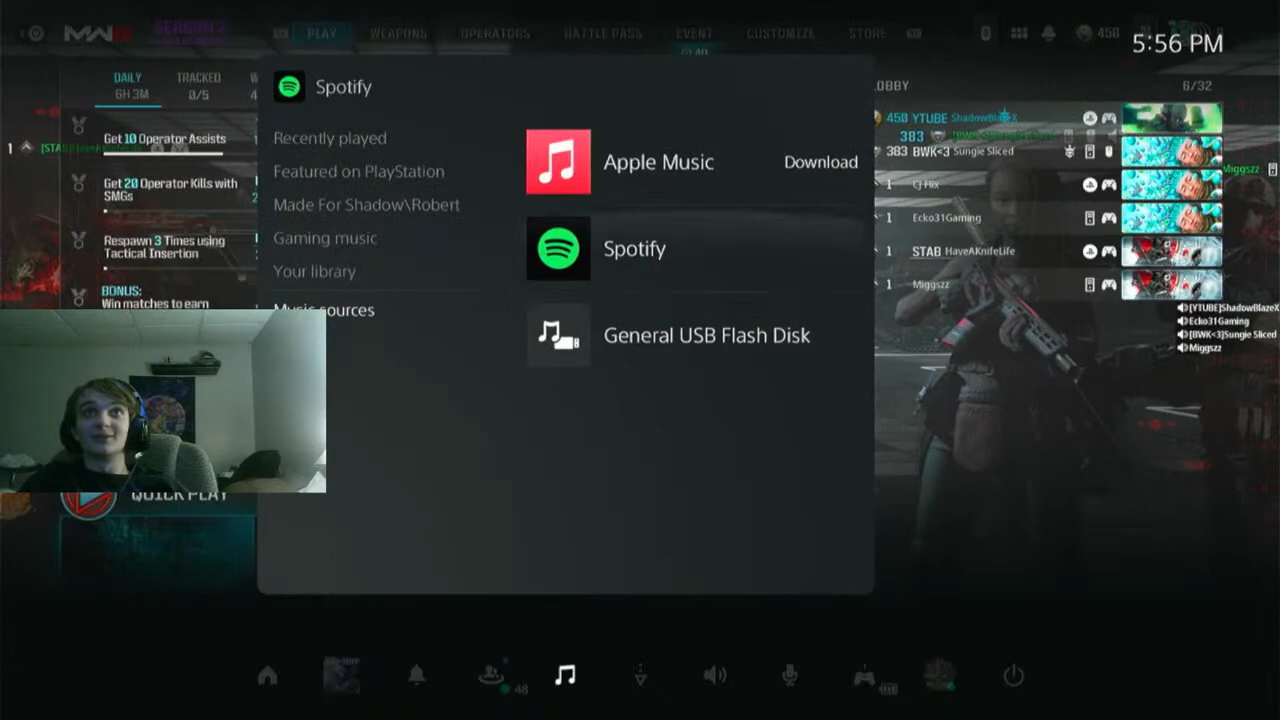 PLAY
WEAPONS
OPERATORS
BATTLE PASS
EVENT
CUSTOMIZE
STORE
450
5:56 PM
DAILY
6H 3M
TRACKED
0/5
Spotify
LOBBY
6/32
Get 10 Operator Assists
Recently played
Apple Music
Download
450 YTUBE ShadowBlazeX
383
383 BWK<3 Sungie Sliced
Miggszz
1
Get 20 Operator Kills with
SMGs
Featured on PlayStation
Made For Shadow\Robert
1
Ecko31Gaming
Respawn 3 Times using
Tactical Insertion
Gaming music
Spotify
1 STAB HaveAKnifeLife
Your library
1 Miggszz
BONUS:
Win matches to earn
Music sources
General USB Flash Disk
[YTUBE]ShadowBlazeX
Ecko31Gaming
[BWK<3]Sungie Sliced
Miggszz
QUICK PLAY
48